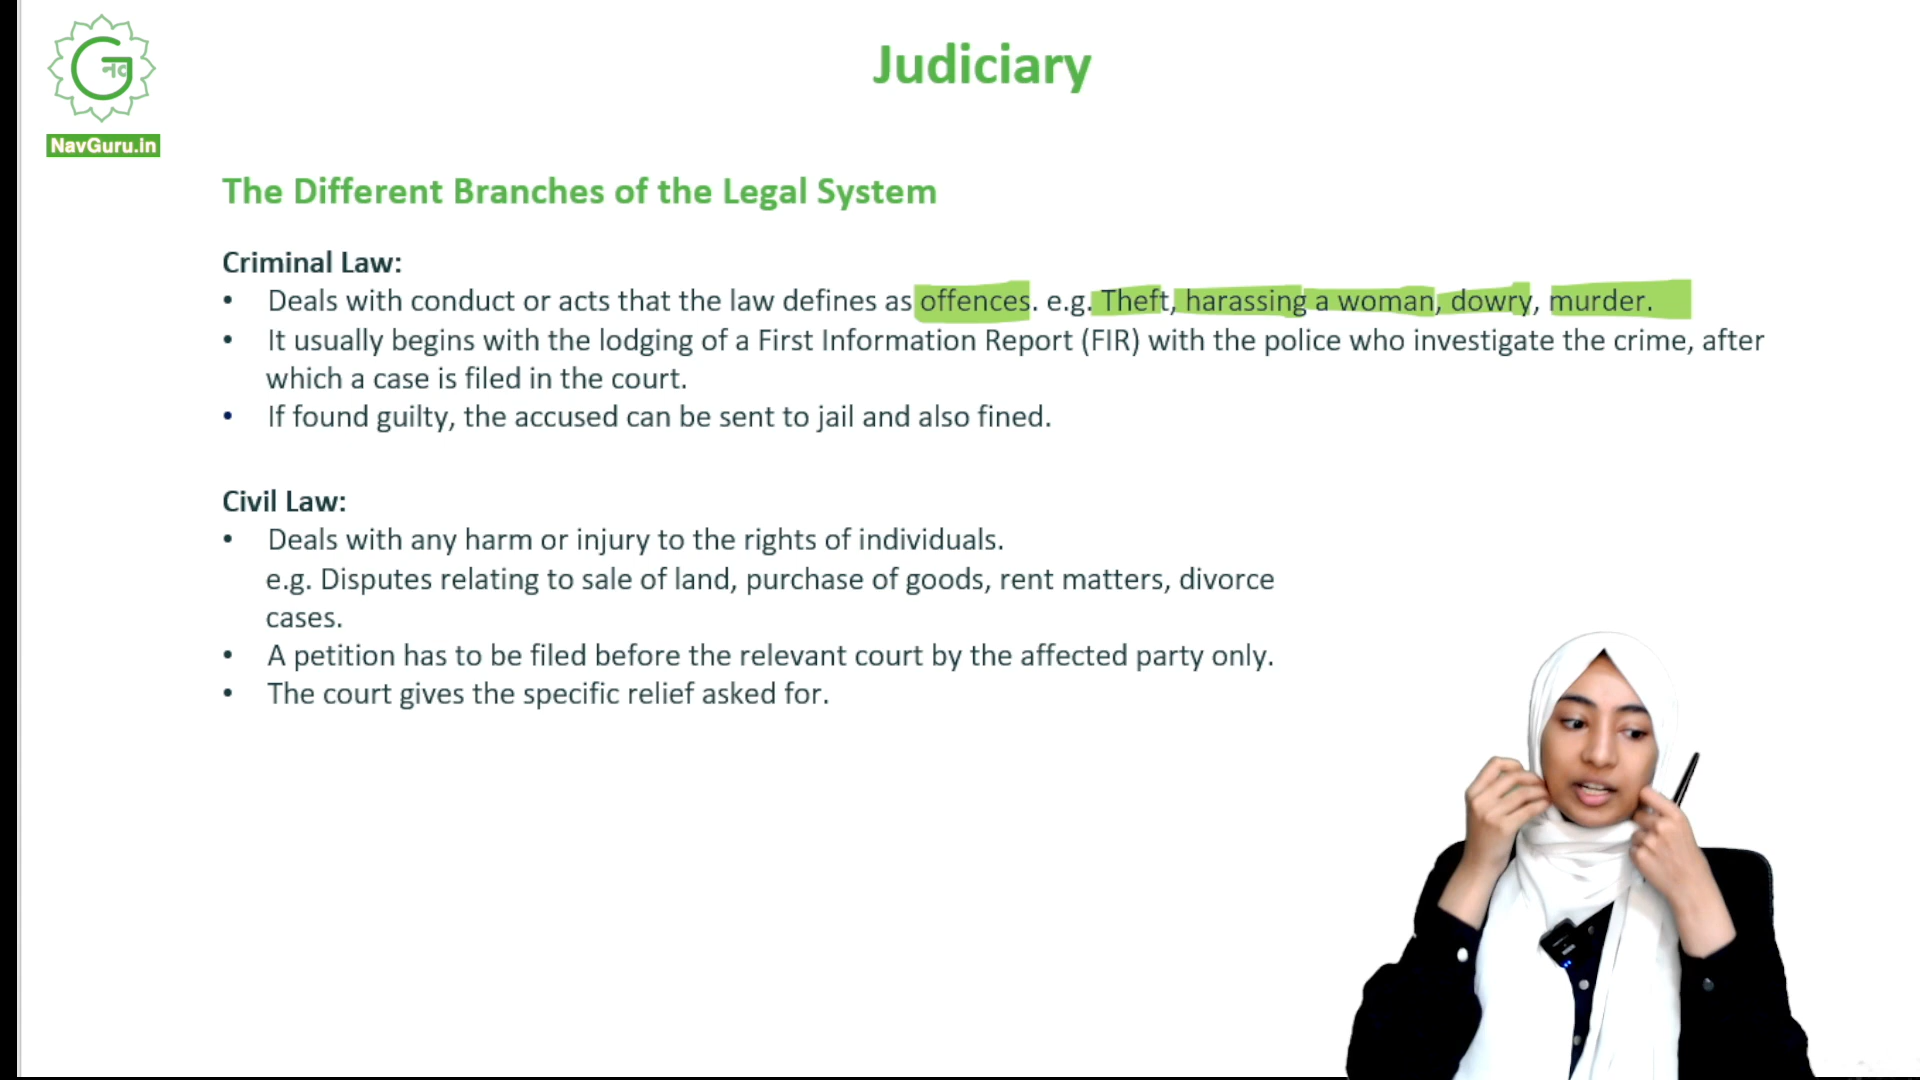 Judiciary
नव
NavGuru.in
The Different Branches of the Legal System
Criminal Law:
• Deals with conduct or acts that the law defines as offences. e.g. Theft, harassing a woman, dowry, murder.
• It usually begins with the lodging of a First Information Report (FIR) with the police who investigate the crime, after
which a case is filed in the court.
• If found guilty, the accused can be sent to jail and also fined.
Civil Law:
• Deals with any harm or injury to the rights of individuals.
e.g. Disputes relating to sale of land, purchase of goods, rent matters, divorce
cases.
• A petition has to be filed before the relevant court by the affected party only.
• The court gives the specific relief asked for.